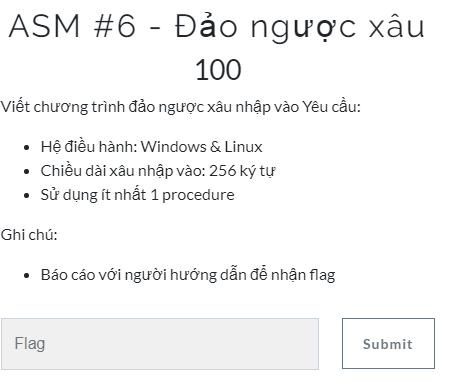 ASM #6 - Đảo ngược xâu
100
Viết chương trình đảo ngược xâu nhập vào Yêu cầu:
Hệ điều hành: Windows & Linux
Chiều dài xâu nhập vào: 256 ký tự
Sử dụng ít nhất 1 procedure
Ghi chú:
Báo cáo với người hướng dẫn để nhận flag
Flag
Submit